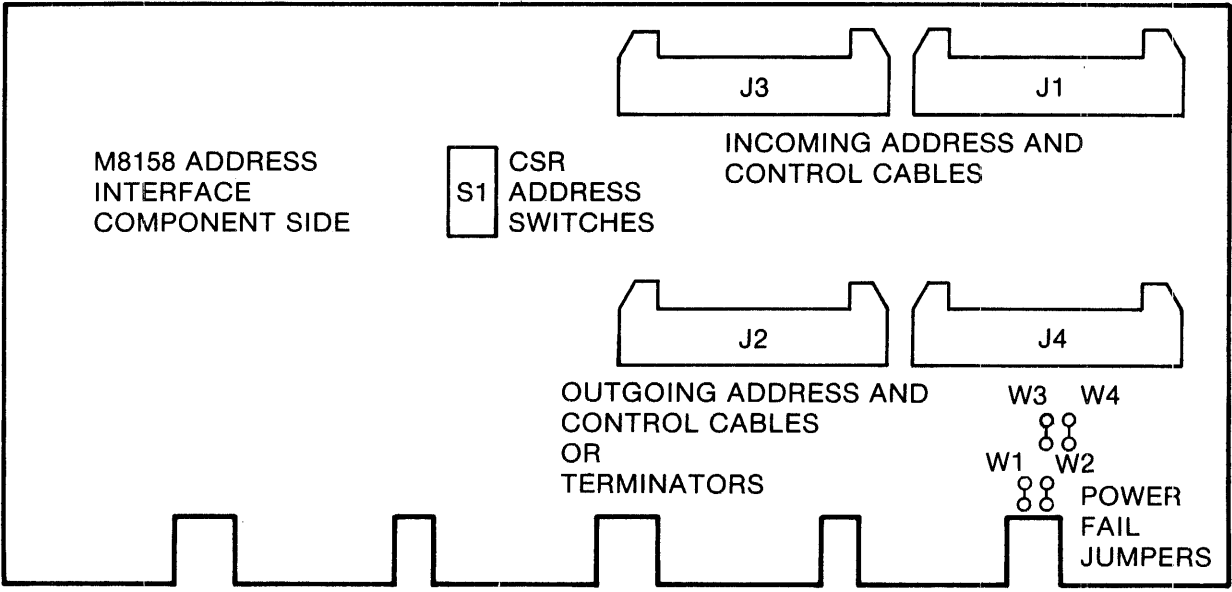 J3
J1
INCOMING ADDRESS AND
CONTROL CABLES
M8158 ADDRESS
INTERFACE
COMPONENT SIDE
S1
CSR
ADDRESS
SWITCHES
J2
J4
OUTGOING ADDRESS AND
CONTROL CABLES
OR
TERMINATORS
W3
W4
W1
W2
POWER
FAIL
JUMPERS